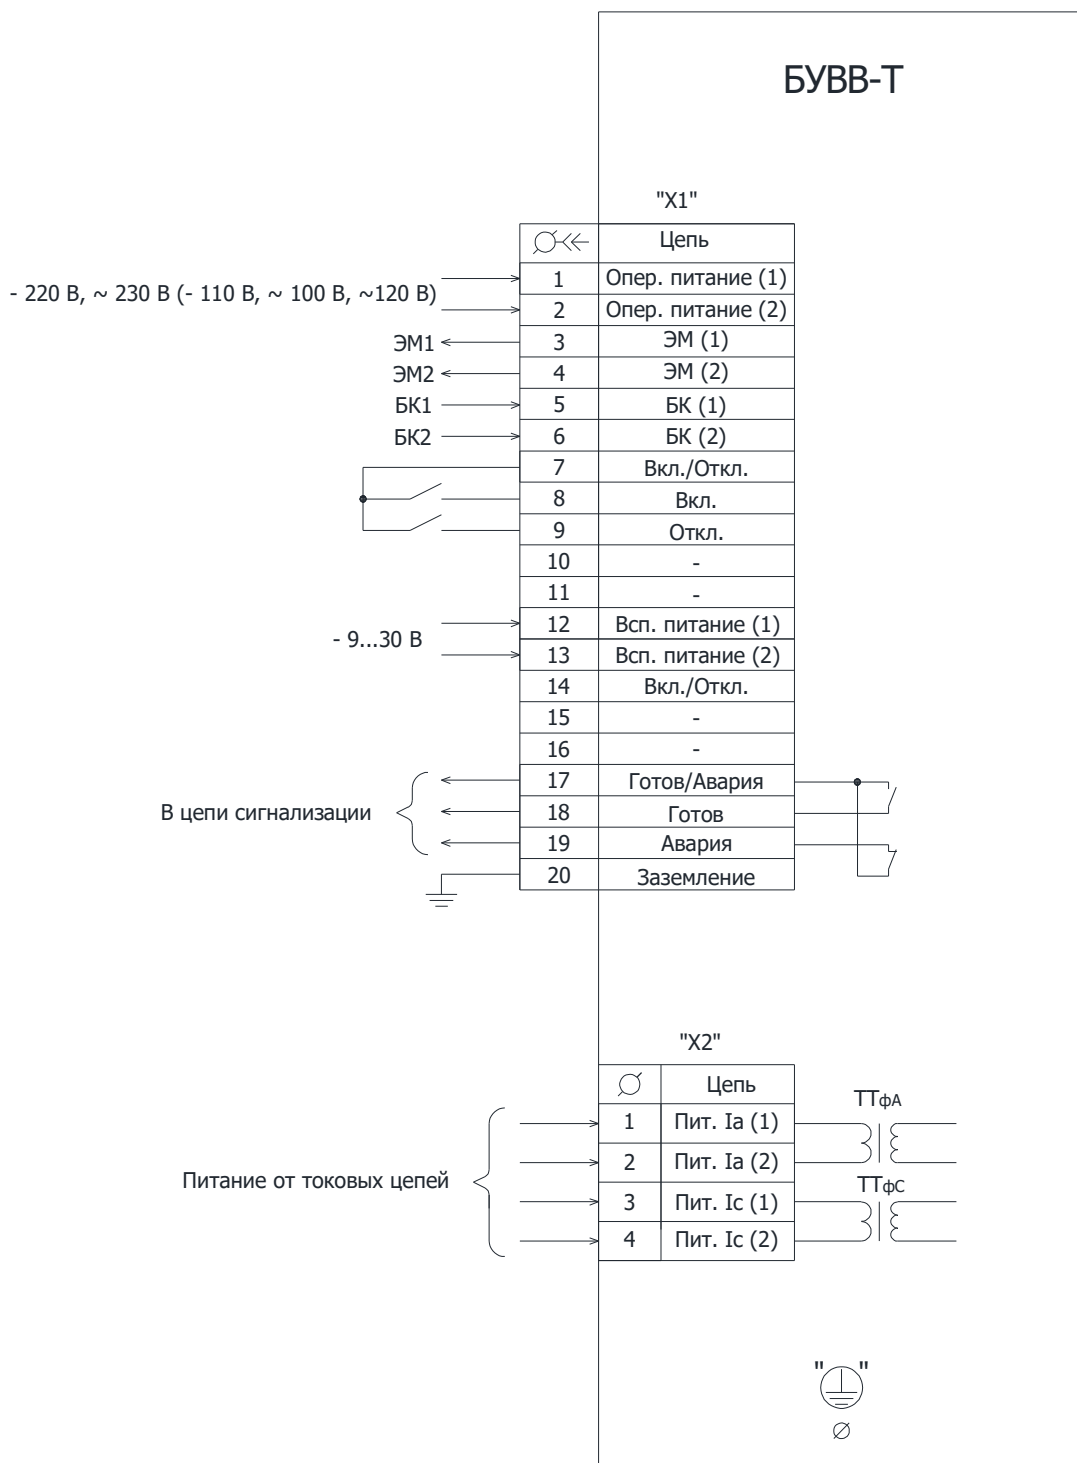 БУВВ-Т
"X1"
Цепь
- 220 В, ~ 230 В (- 110 В, ~ 100 В, ~120 В)
1 Опер. питание (1)
2 Опер. питание (2)
ЭМ1 3 ЭМ (1)
ЭМ2 4 ЭМ (2)
БК1 5 БК (1)
БК2 6 БК (2)
7 Вкл./Откл.
8 Вкл.
9 Откл.
10 -
11 -
- 9...30 В
12 Всп. питание (1)
13 Всп. питание (2)
14 Вкл./Откл.
15 -
16 -
17 Готов/Авария
В цепи сигнализации 18 Готов
19 Авария
20 Заземление
"X2"
Цепь
ТТфА
1 Пит. Ia (1)
2 Пит. Ia (2)
Питание от токовых цепей
ТТфС
3 Пит. Ic (1)
4 Пит. Ic (2)
" "